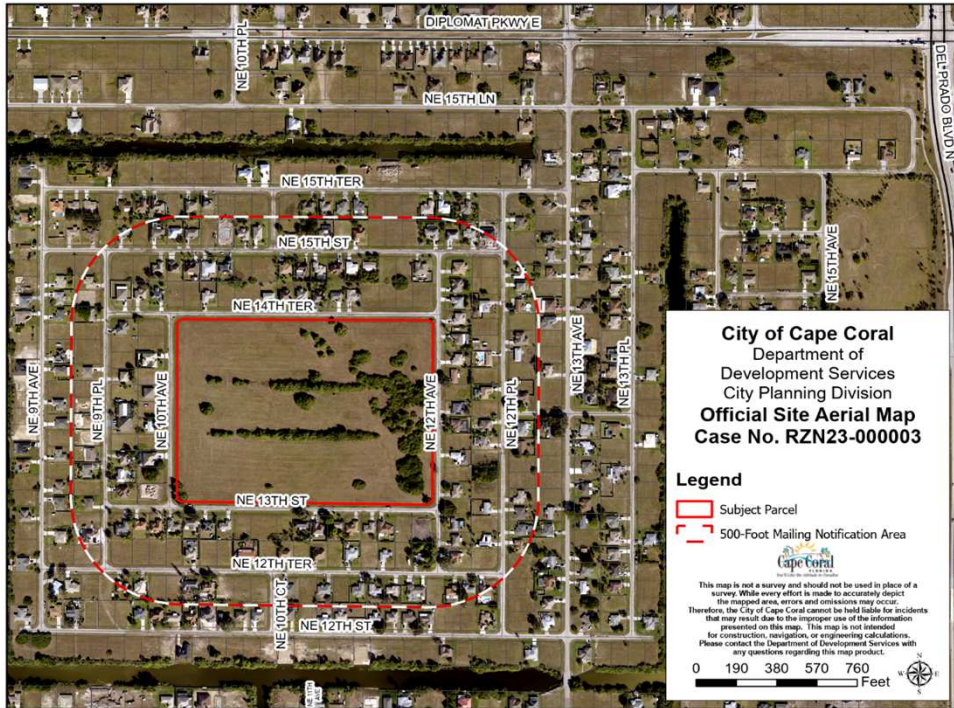 DIPLOMAT PKWY E
NE 10TH PL
DEL PRADO BLVD N
NE 15TH LN
NE 15TH TER
NE 15TH ST
NE 15TH AVE
NE 14TH TER
NE 9TH AVE
NE 9TH PL
NE 10TH AVE
NE 12TH AVE
NE 12TH PL
NE 13TH AVE
NE 13TH PL
NE 13TH ST
NE 12TH TER
NE 10TH CT
NE 12TH ST
NE 11TH
AVE
City of Cape Coral
Department of
Development Services
City Planning Division
Official Site Aerial Map
Case No. RZN23-000003
Legend
Subject Parcel
500-Foot Mailing Notification Area
Cape Coral
FLORIDA
This map is not a survey and should not be used in place of a
survey. While every effort is made to accurately depict
the mapped area, errors and omissions may occur.
Therefore, the City of Cape Coral cannot be held liable for incidents
that may result due to the improper use of the information
presented on this map. This map is not intended
for construction, navigation, or engineering calculations.
Please contact the Department of Development Services with
any questions regarding this map product.
0 190 380 570 760
Feet
N
W E
S